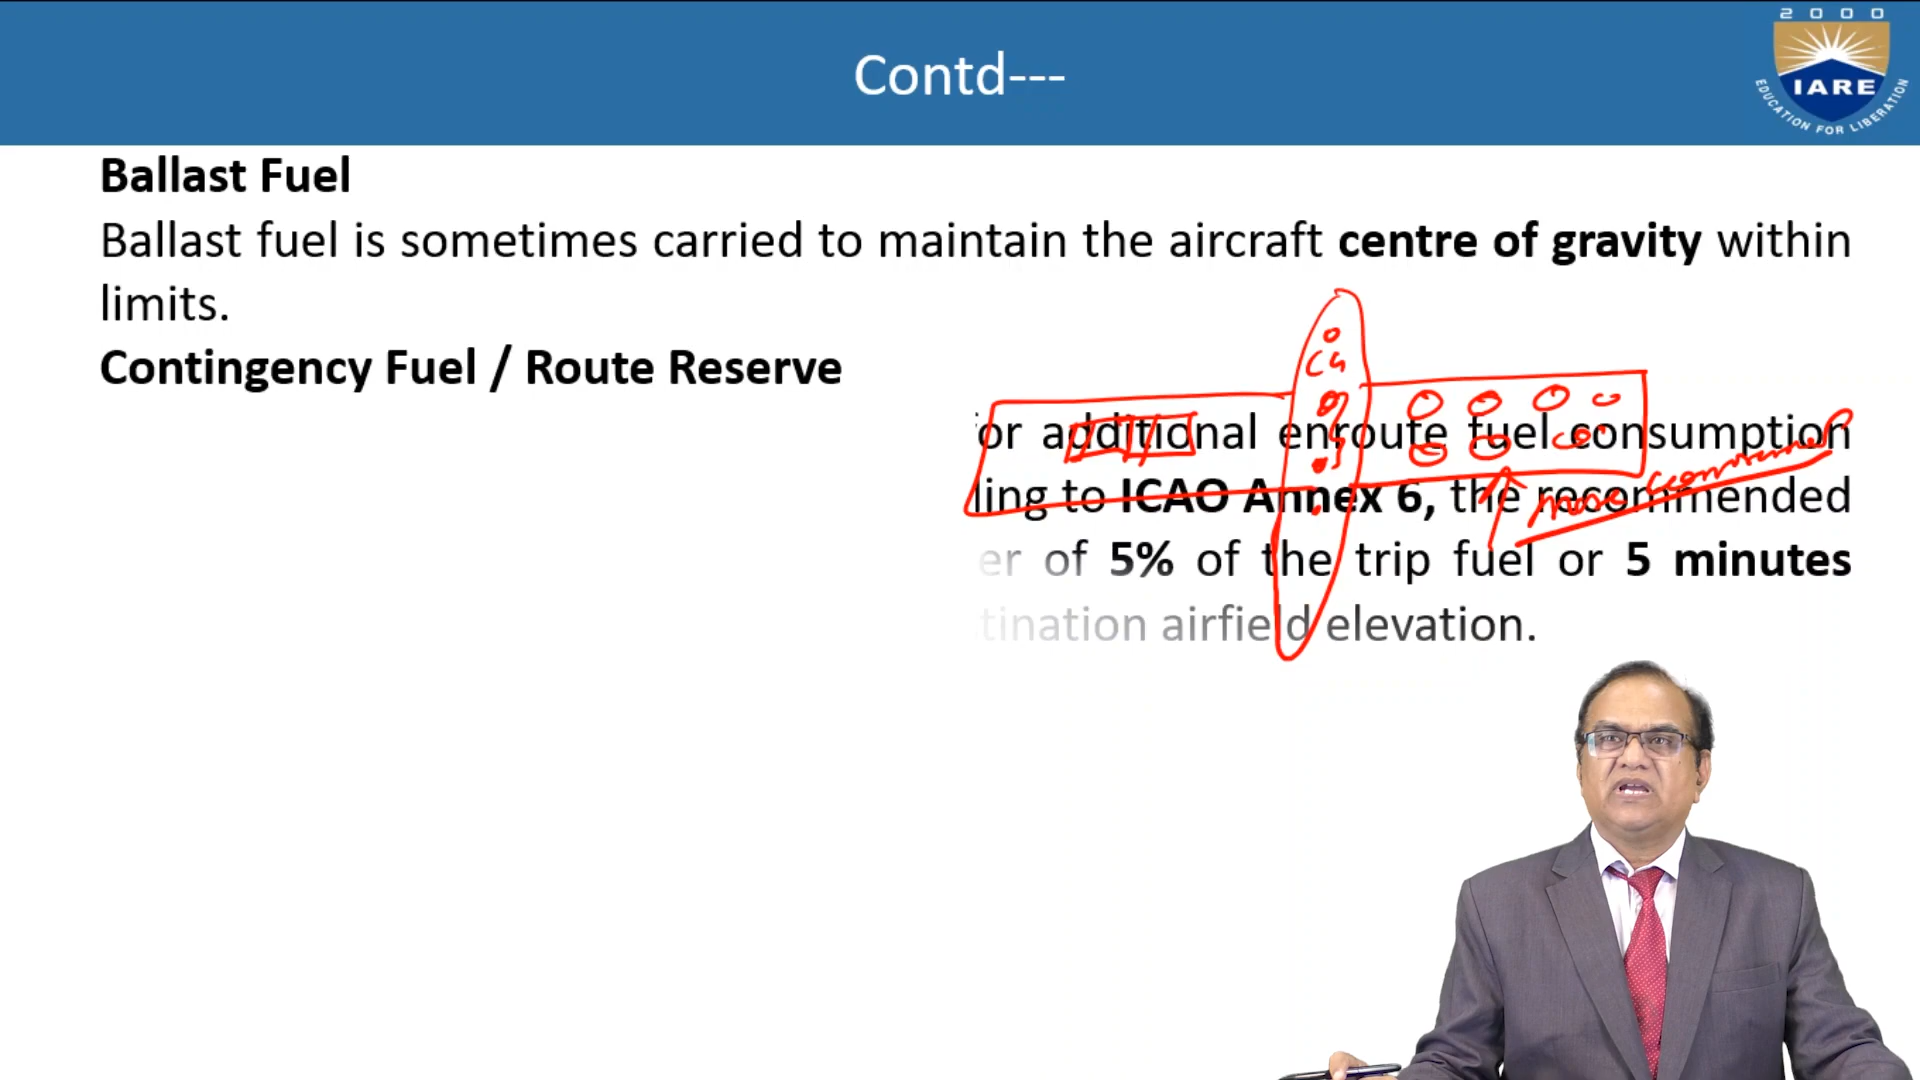 Contd---
2000
IARE
EDUCATION FOR LIBERATION
Ballast Fuel
Ballast fuel is sometimes carried to maintain the aircraft centre of gravity within
limits.
Contingency Fuel / Route Reserve
or additional enroute fuel consumption
ling to ICAO Annex 6, the recommended
er of 5% of the trip fuel or 5 minutes
tination airfield elevation.